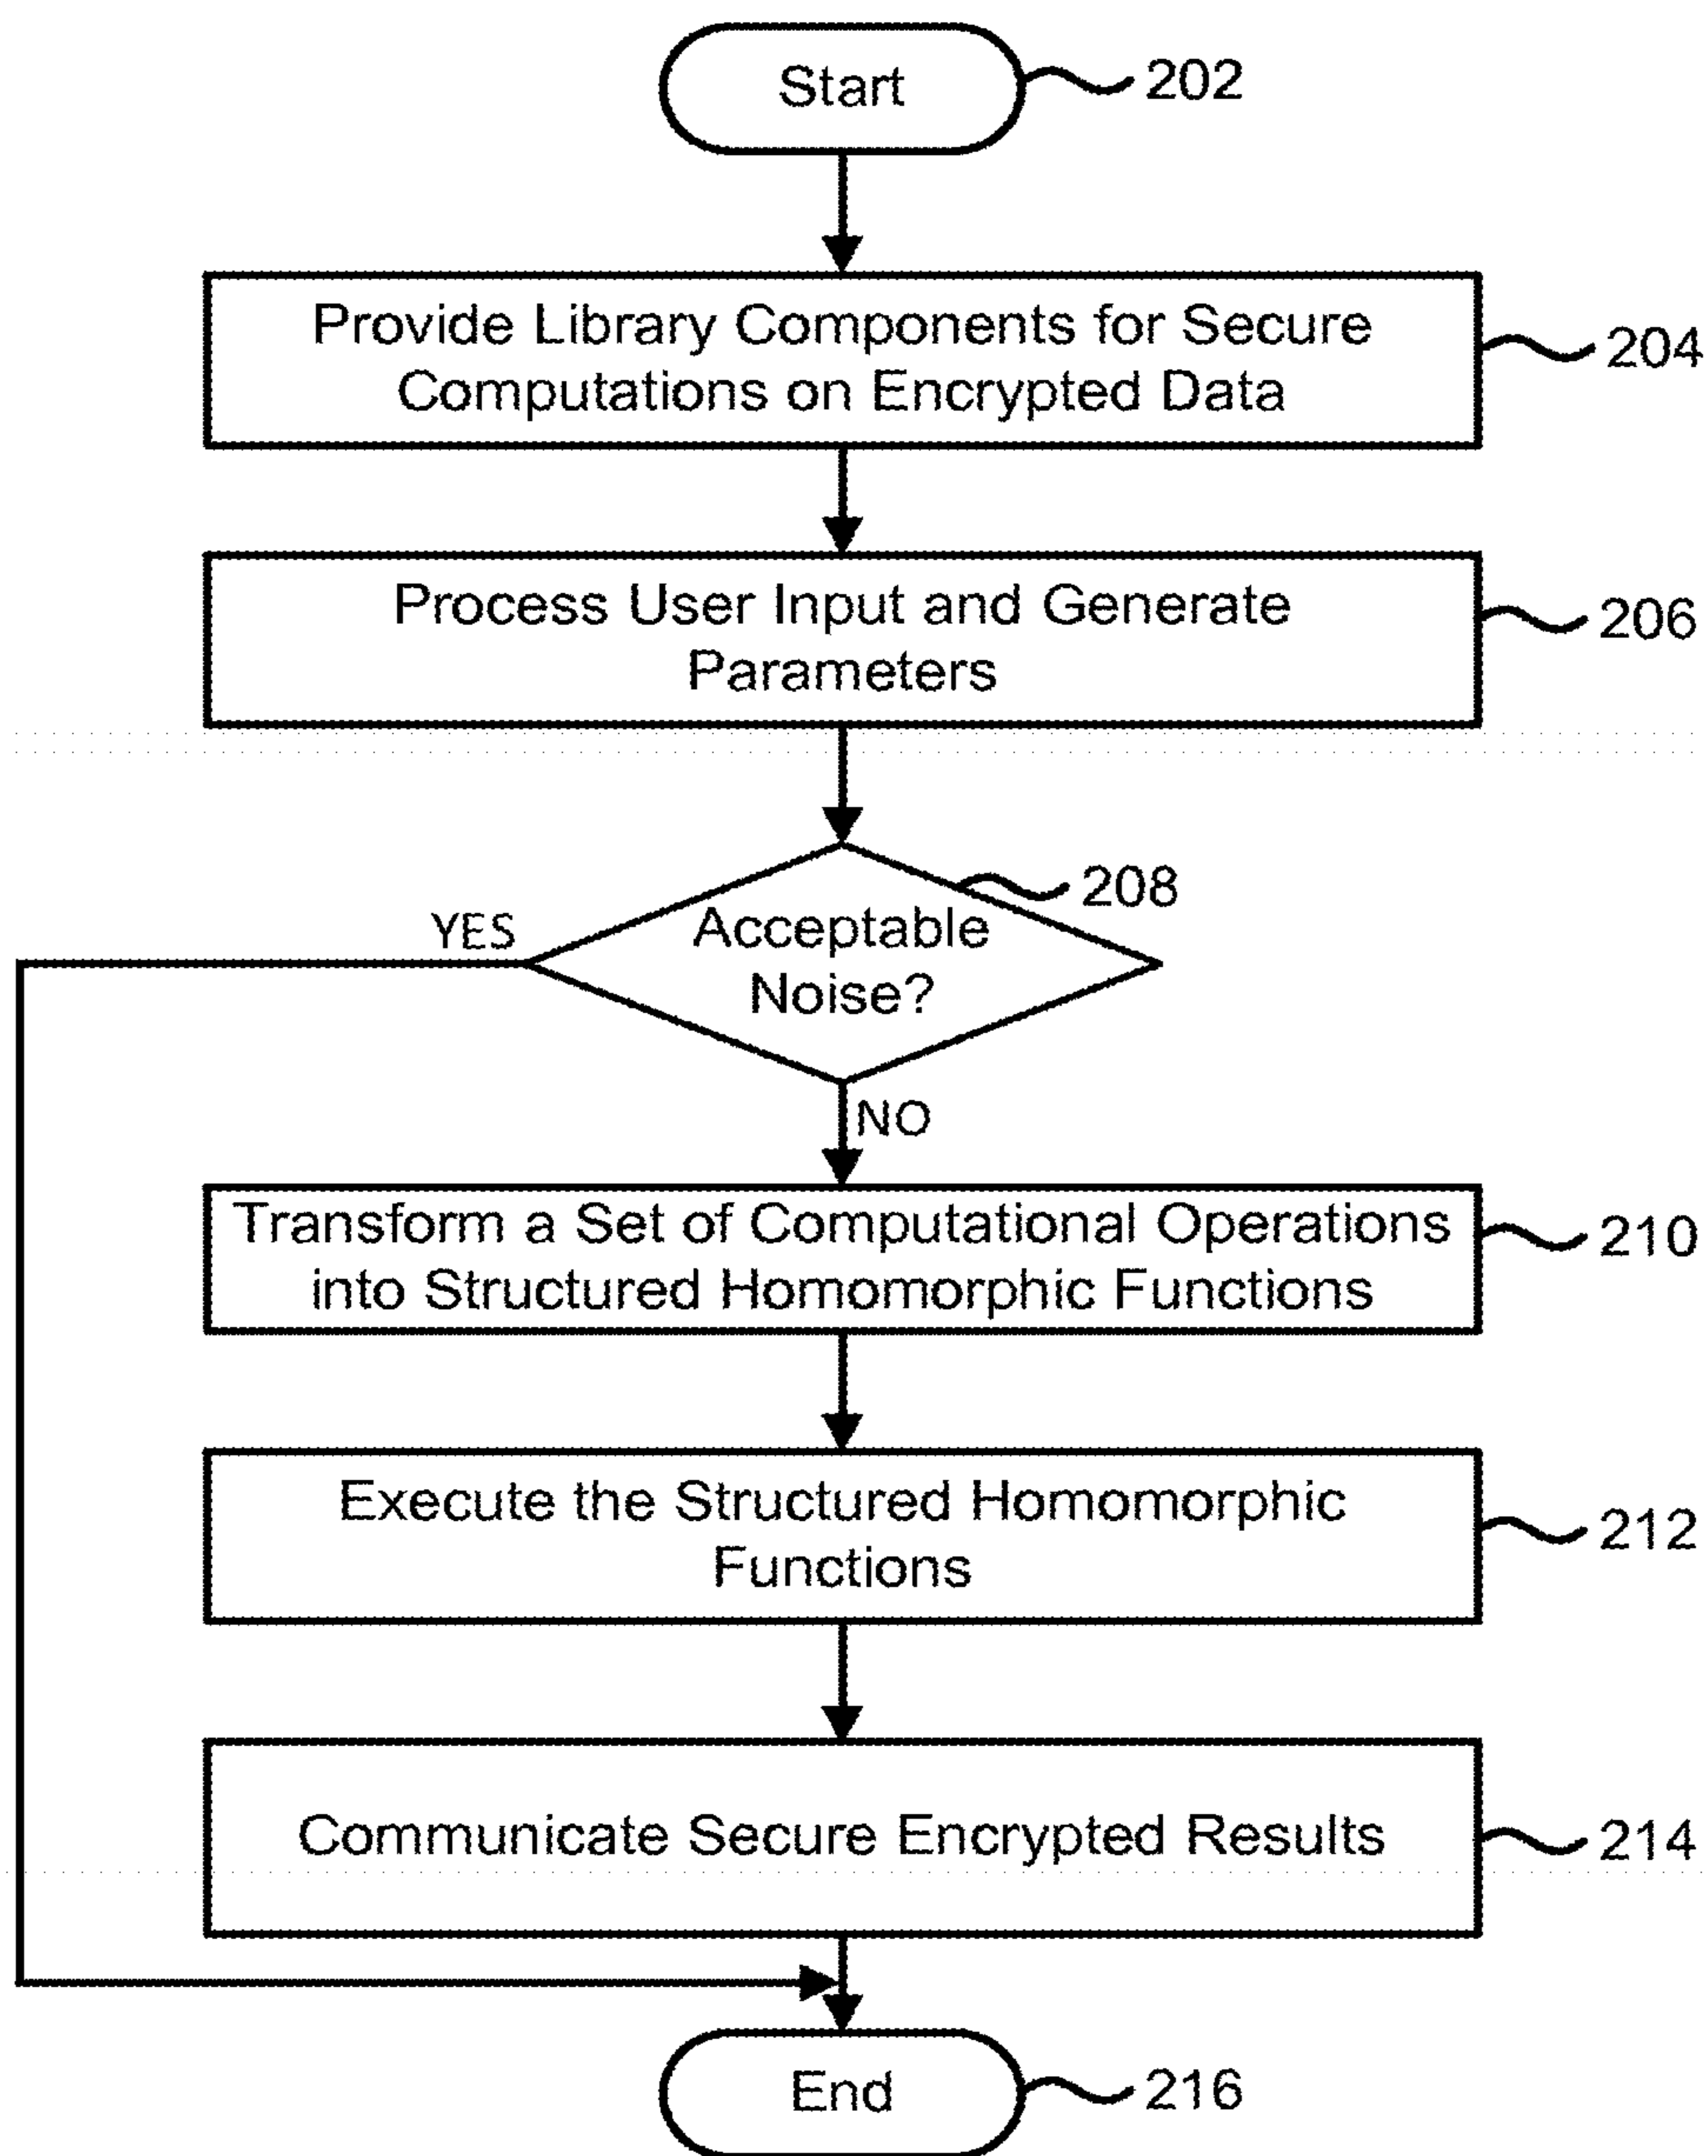 Start
202
Provide Library Components for Secure
Computations on Encrypted Data
204
Process User Input and Generate
Parameters
206
208
YES
Acceptable
Noise?
NO
Transform a Set of Computational Operations
into Structured Homomorphic Functions
210
Execute the Structured Homomorphic
Functions
212
Communicate Secure Encrypted Results
214
End
216